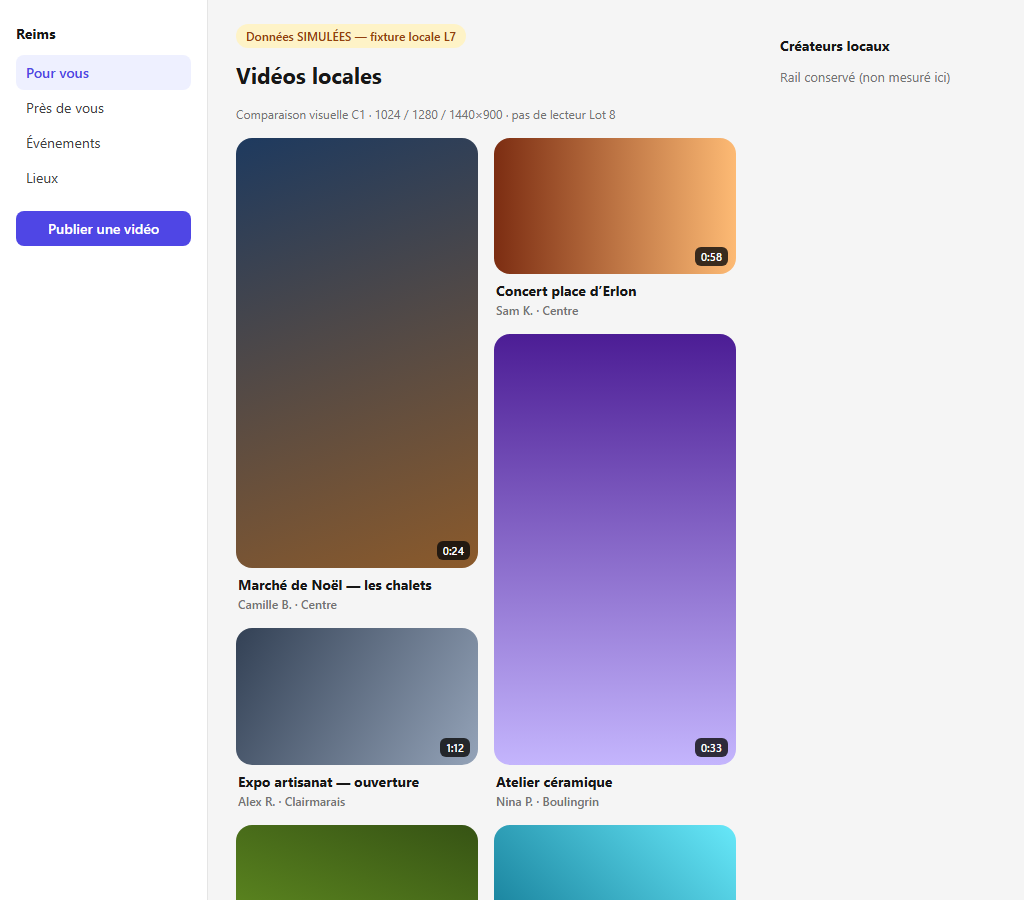 Reims
Pour vous
Près de vous
Événements
Lieux
Publier une vidéo
Données SIMULÉES — fixture locale L7
Vidéos locales
Comparaison visuelle C1 · 1024 / 1280 / 1440×900 · pas de lecteur Lot 8
0:24
Marché de Noël — les chalets
Camille B. · Centre
0:58
Concert place d’Erlon
Sam K. · Centre
1:12
Expo artisanat — ouverture
Alex R. · Clairmarais
0:33
Atelier céramique
Nina P. · Boulingrin
Créateurs locaux
Rail conservé (non mesuré ici)